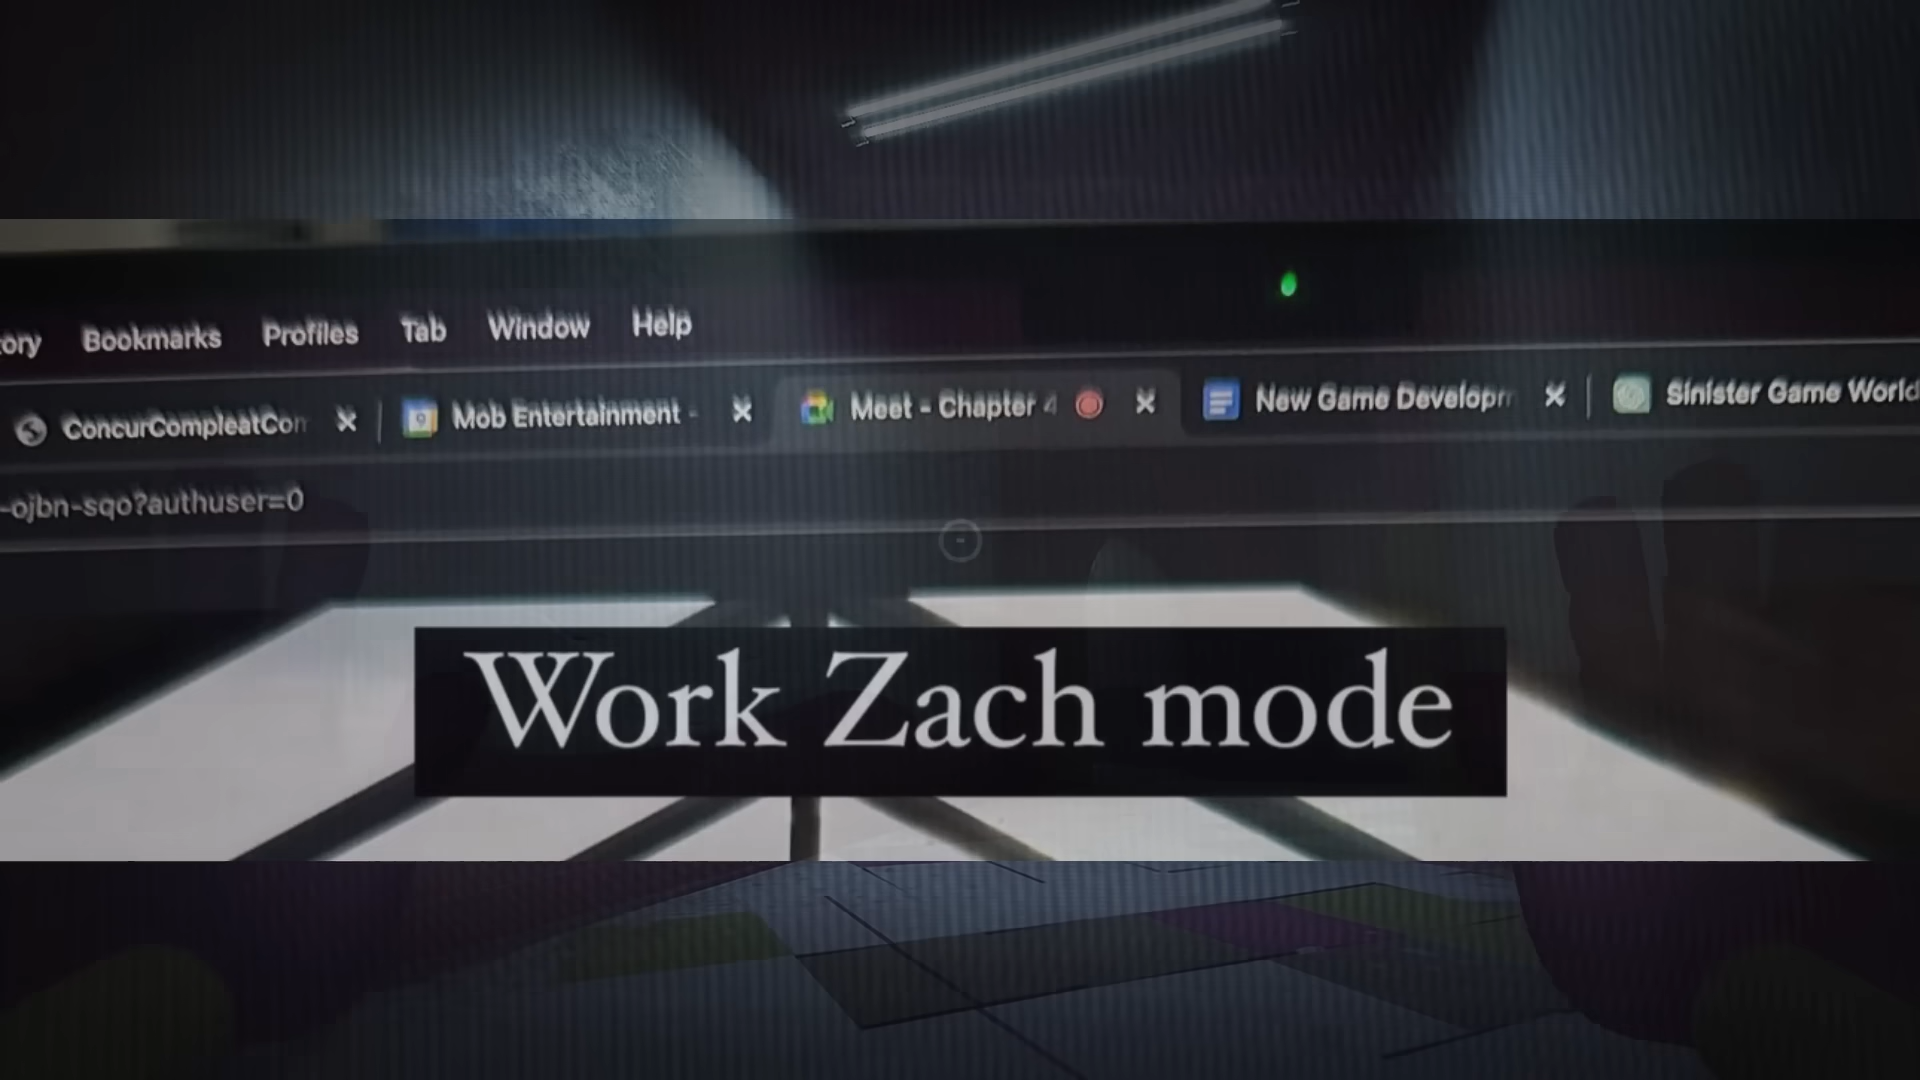 ory Bookmarks Profiles Tab Window Help
ConcurCompleatCon Mob Entertainment - Meet - Chapter 4 New Game Developm Sinister Game World
-ojbn-sqo?authuser=0
Work Zach mode